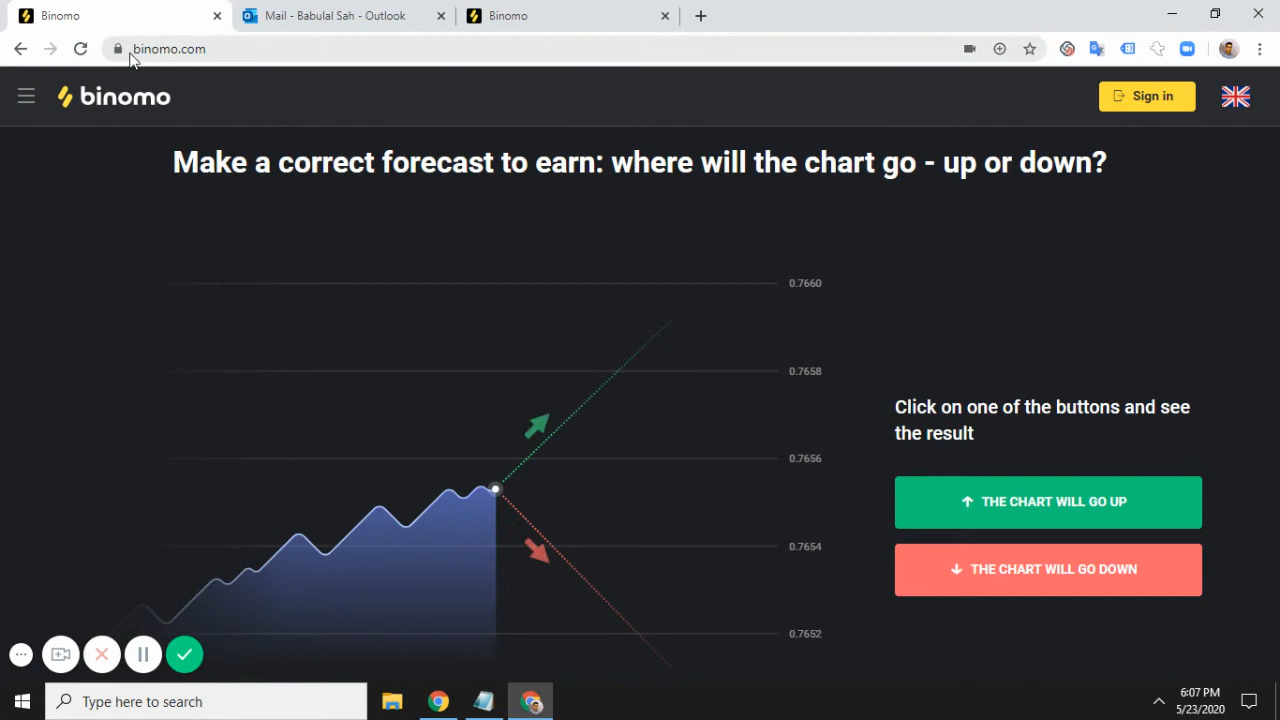 Binomo
Mail - Babulal Sah - Outlook
Binomo
binomo.com
binomo
Sign in
Make a correct forecast to earn: where will the chart go - up or down?
0.7660
0.7658
0.7656
0.7654
0.7652
Click on one of the buttons and see
the result
THE CHART WILL GO UP
THE CHART WILL GO DOWN
Type here to search
6:07 PM
5/23/2020